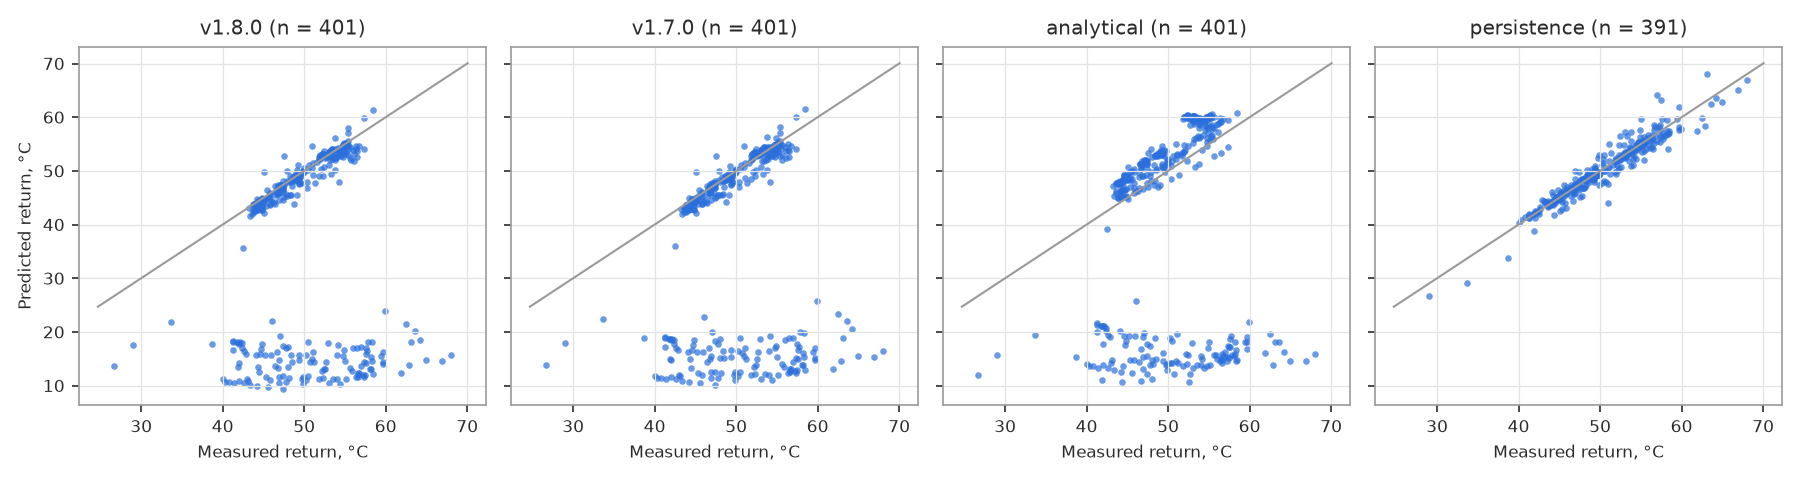 v1.8.0 (n = 401)
v1.7.0 (n = 401)
analytical (n = 401)
persistence (n = 391)
Predicted return, °C
70
60
50
40
30
20
10
30 40 50 60 70
30 40 50 60 70
30 40 50 60 70
30 40 50 60 70
Measured return, °C
Measured return, °C
Measured return, °C
Measured return, °C